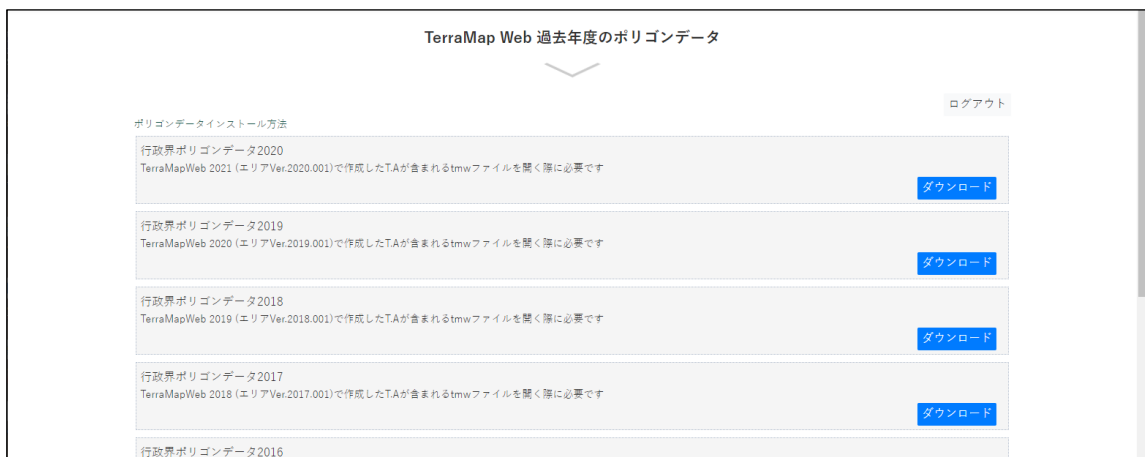 TerraMap Web 過去年度のポリゴンデータ
ログアウト
ポリゴンデータインストール方法
行政界ポリゴンデータ2020
TerraMapWeb 2021 (エリアVer.2020.001)で作成したT.Aが含まれるtmwファイルを開く際に必要です
ダウンロード
行政界ポリゴンデータ2019
TerraMapWeb 2020 (エリアVer.2019.001)で作成したT.Aが含まれるtmwファイルを開く際に必要です
ダウンロード
行政界ポリゴンデータ2018
TerraMapWeb 2019 (エリアVer.2018.001)で作成したT.Aが含まれるtmwファイルを開く際に必要です
ダウンロード
行政界ポリゴンデータ2017
TerraMapWeb 2018 (エリアVer.2017.001)で作成したT.Aが含まれるtmwファイルを開く際に必要です
ダウンロード
行政界ポリゴンデータ2016